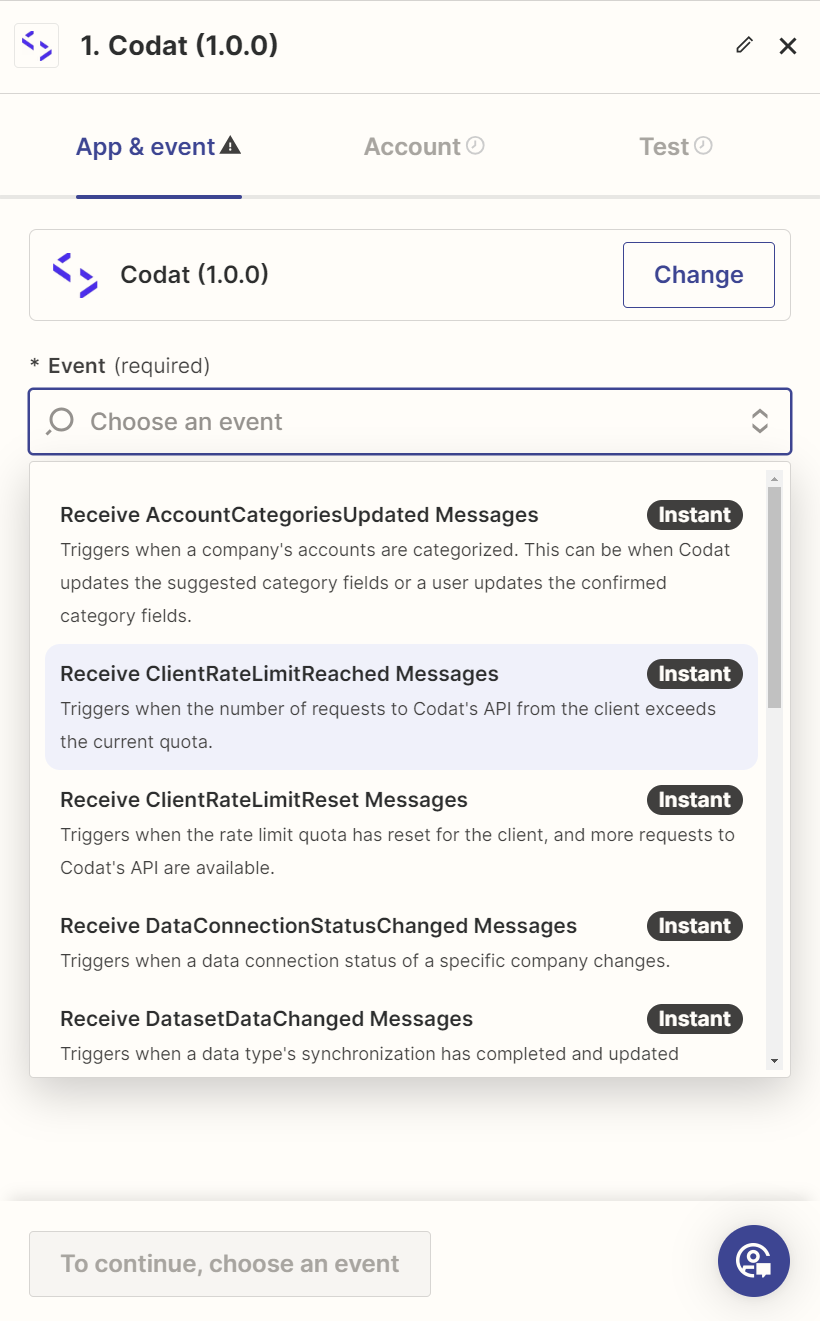 1. Codat (1.0.0)
App & event
Account
Test
Codat (1.0.0)
Change
* Event (required)
Choose an event
Receive AccountCategoriesUpdated Messages
Instant
Triggers when a company's accounts are categorized. This can be when Codat
updates the suggested category fields or a user updates the confirmed
category fields.
Receive ClientRateLimitReached Messages
Instant
Triggers when the number of requests to Codat's API from the client exceeds
the current quota.
Receive ClientRateLimitReset Messages
Instant
Triggers when the rate limit quota has reset for the client, and more requests to
Codat's API are available.
Receive DataConnectionStatusChanged Messages
Instant
Triggers when a data connection status of a specific company changes.
Receive DatasetDataChanged Messages
Instant
Triggers when a data type's synchronization has completed and updated
To continue, choose an event